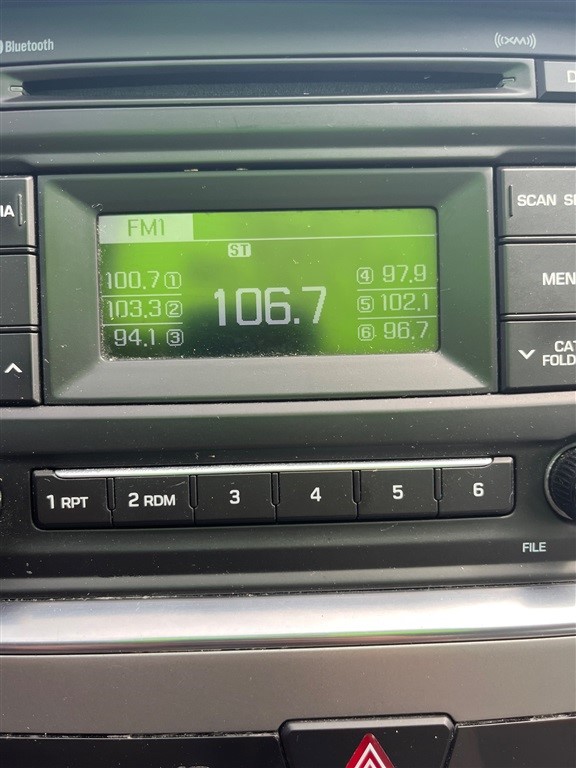 Bluetooth
((XM))
FM1
ST
100.7 1
103.3 2
94.1 3
106.7
4 97.9
5 102.1
6 96.7
SCAN
MEN
CAT
FOLD
1 RPT
2 RDM
3
4
5
6
FILE